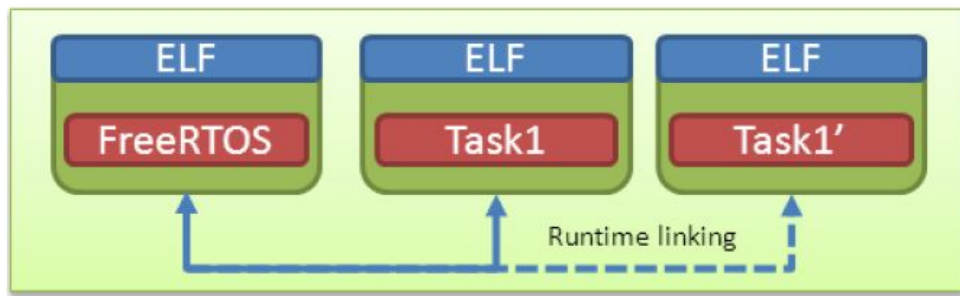 ELF
ELF
ELF
FreeRTOS
Task1
Task1’
Runtime linking